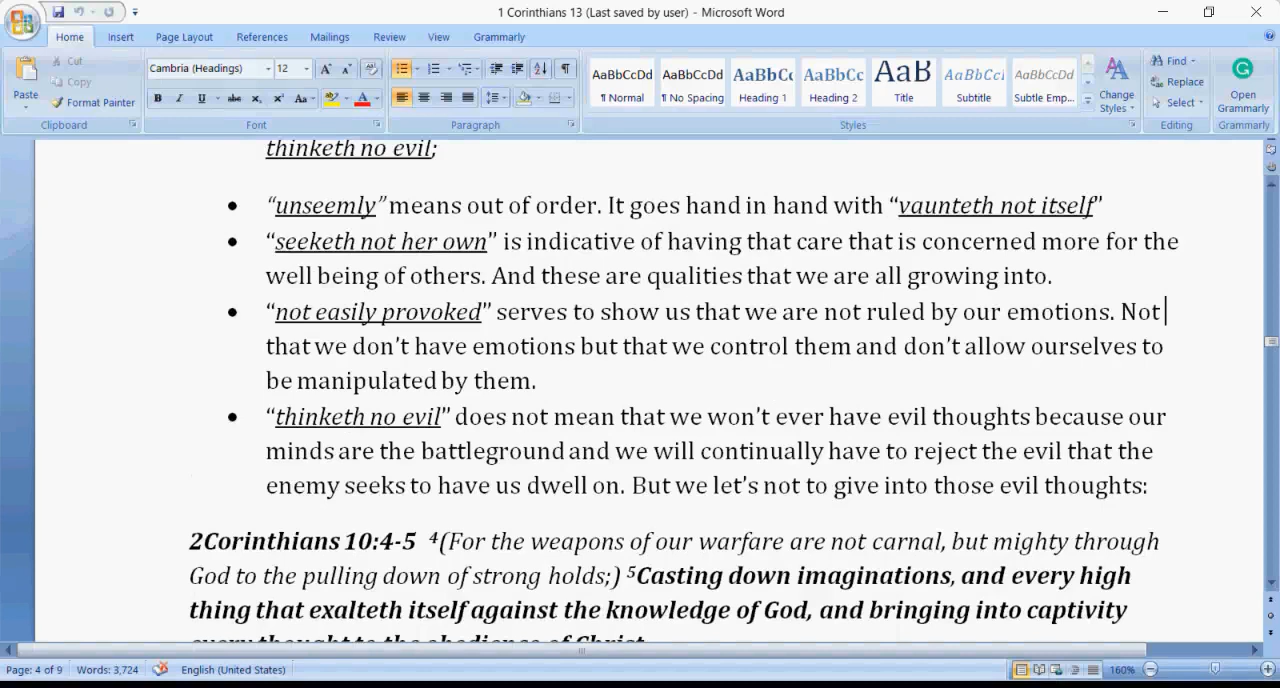 1 Corinthians 13 (Last saved by user) - Microsoft Word
Home Insert Page Layout References Mailings Review View Grammarly
Paste Cut Copy Format Painter
Cambria (Headings) 12
AaBbCcDd AaBbCcDd AaBbCc AaBbCc AaB AaBbCcI AaBbCcDd
¶ Normal ¶ No Spacing Heading 1 Heading 2 Title Subtitle Subtle Emp...
Change Styles
Find Replace Select
Open Grammarly
Clipboard Font Paragraph Styles Editing Grammarly
thinketh no evil;
• “unseemly” means out of order. It goes hand in hand with “vaunteth not itself”
• “seeketh not her own” is indicative of having that care that is concerned more for the
well being of others. And these are qualities that we are all growing into.
• “not easily provoked” serves to show us that we are not ruled by our emotions. Not
that we don’t have emotions but that we control them and don’t allow ourselves to
be manipulated by them.
• “thinketh no evil” does not mean that we won’t ever have evil thoughts because our
minds are the battleground and we will continually have to reject the evil that the
enemy seeks to have us dwell on. But we let’s not to give into those evil thoughts:
2Corinthians 10:4-5 4(For the weapons of our warfare are not carnal, but mighty through
God to the pulling down of strong holds;) 5Casting down imaginations, and every high
thing that exalteth itself against the knowledge of God, and bringing into captivity
every thought to the obedience of Christ
Page: 4 of 9 Words: 3,724 English (United States) 160%